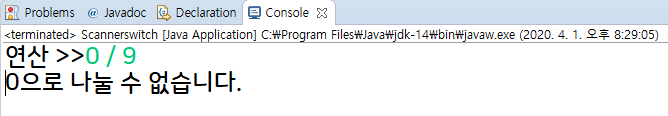 Problems @ Javadoc Declaration Console
<terminated> Scannerswitch [Java Application] C:₩Program Files₩Java₩jdk-14₩bin₩javaw.exe (2020. 4. 1. 오후 8:29:05)
연산 >>0 / 9
0으로 나눌 수 없습니다.